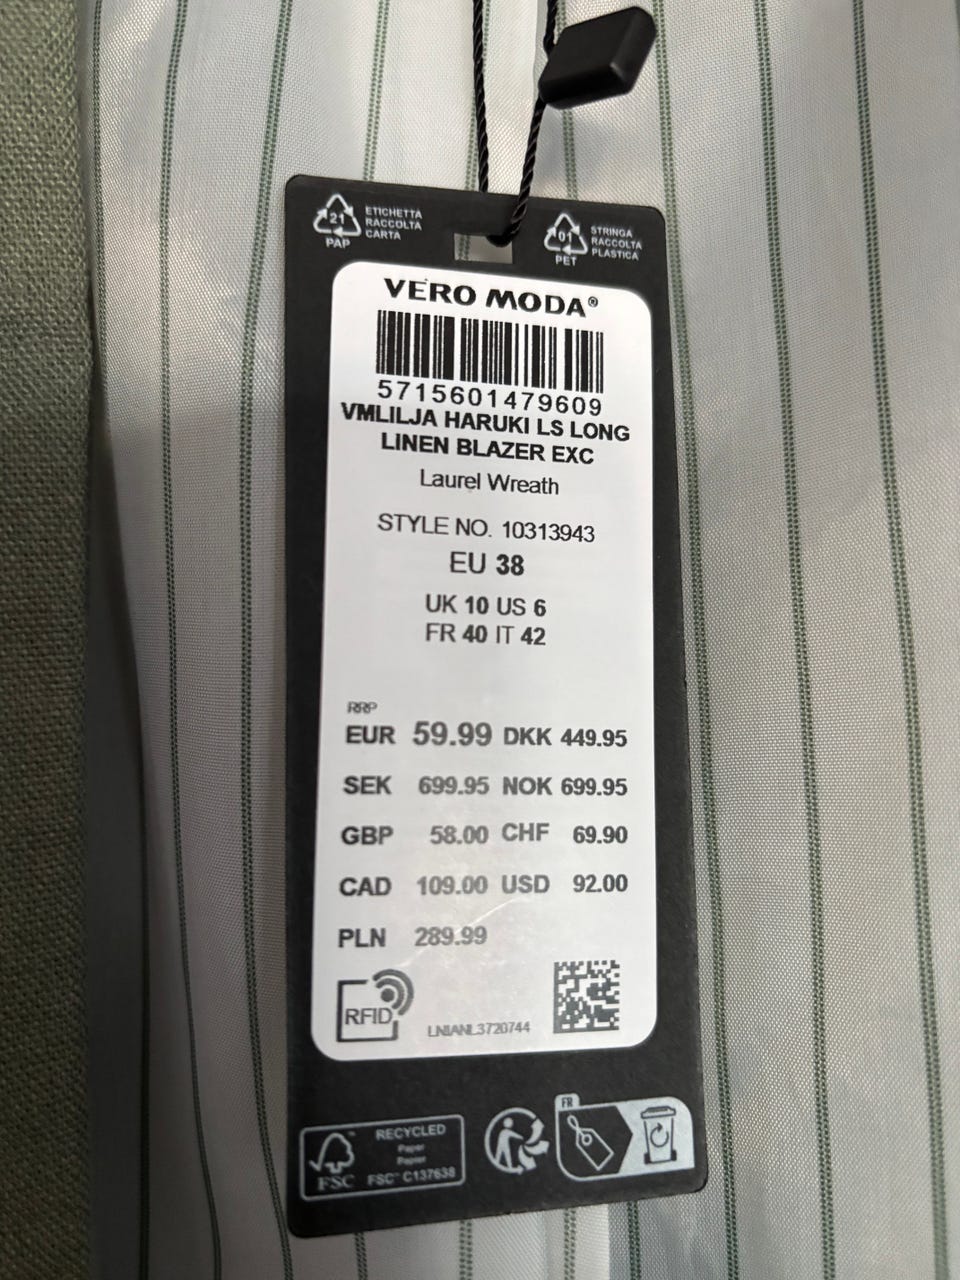 21
PAP
ETICHETTA
RACCOLTA
CARTA
01
PET
STRINGA
RACCOLTA
PLASTICA
VERO MODA®
5715601479609
VMLILJA HARUKI LS LONG
LINEN BLAZER EXC
Laurel Wreath
STYLE NO. 10313943
EU 38
UK 10 US 6
FR 40 IT 42
RRP
EUR 59.99 DKK 449.95
SEK 699.95 NOK 699.95
GBP 58.00 CHF 69.90
CAD 109.00 USD 92.00
PLN 289.99
RFID
FR
RECYCLED
Paper
FSC
FSC™ C137638